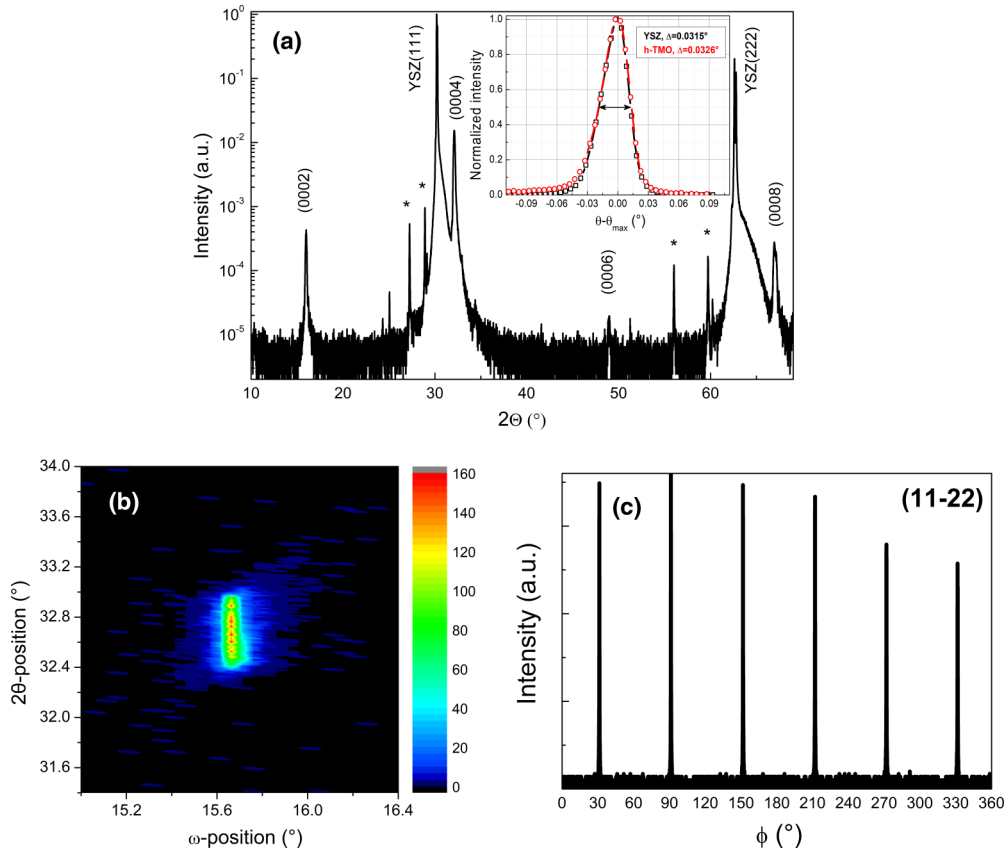 (a)
Intensity (a.u.)
10⁰
10⁻¹
10⁻²
10⁻³
10⁻⁴
10⁻⁵
(0002)
*
*
YSZ(111)
(0004)
(0006)
*
*
YSZ(222)
(0008)
10 20 30 40 50 60
2Θ (°)
Normalized intensity
1.0
0.8
0.6
0.4
0.2
0.0
YSZ, Δ=0.0315°
h-TMO, Δ=0.0326°
-0.09 -0.06 -0.03 0.00 0.03 0.06 0.09
θ-θmax (°)
(b)
2θ-position (°)
34.0
33.6
33.2
32.8
32.4
32.0
31.6
15.2 15.6 16.0 16.4
ω-position (°)
160
140
120
100
80
60
40
20
0
(c)
(11-22)
Intensity (a.u.)
0 30 60 90 120 150 180 210 240 270 300 330 360
ϕ (°)